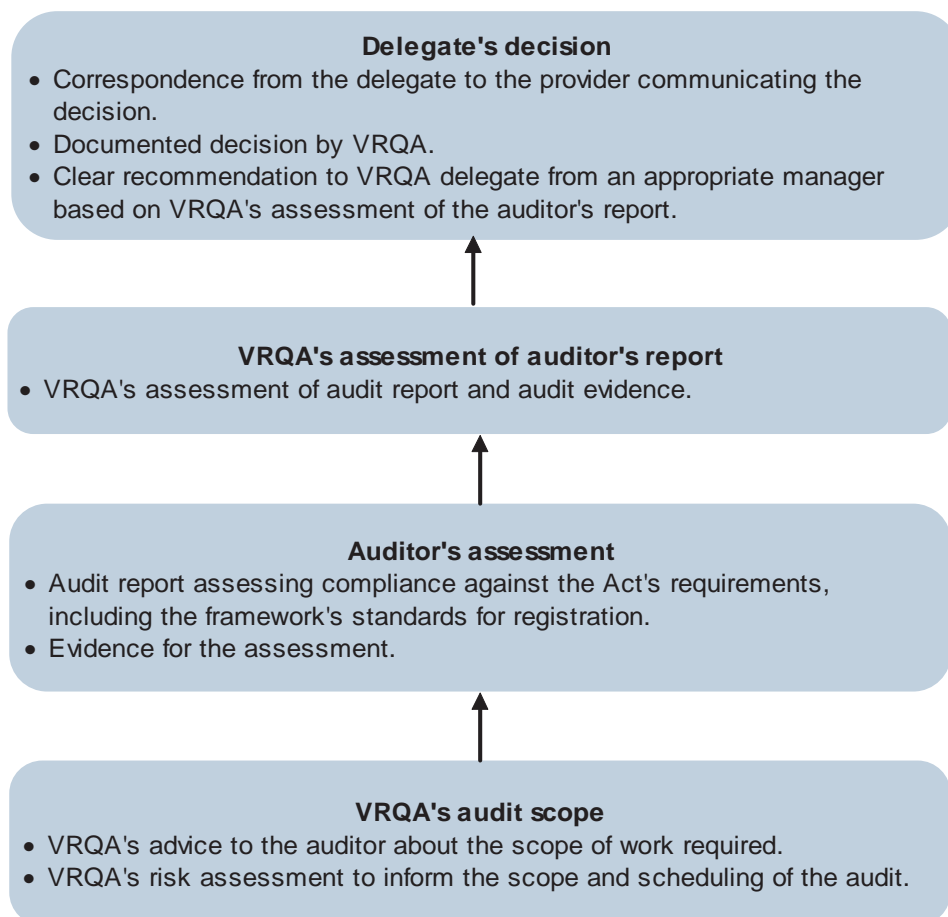 Delegate's decision
• Correspondence from the delegate to the provider communicating the
decision.
• Documented decision by VRQA.
• Clear recommendation to VRQA delegate from an appropriate manager
based on VRQA's assessment of the auditor's report.
VRQA's assessment of auditor's report
• VRQA's assessment of audit report and audit evidence.
Auditor's assessment
• Audit report assessing compliance against the Act's requirements,
including the framework's standards for registration.
• Evidence for the assessment.
VRQA's audit scope
• VRQA's advice to the auditor about the scope of work required.
• VRQA's risk assessment to inform the scope and scheduling of the audit.